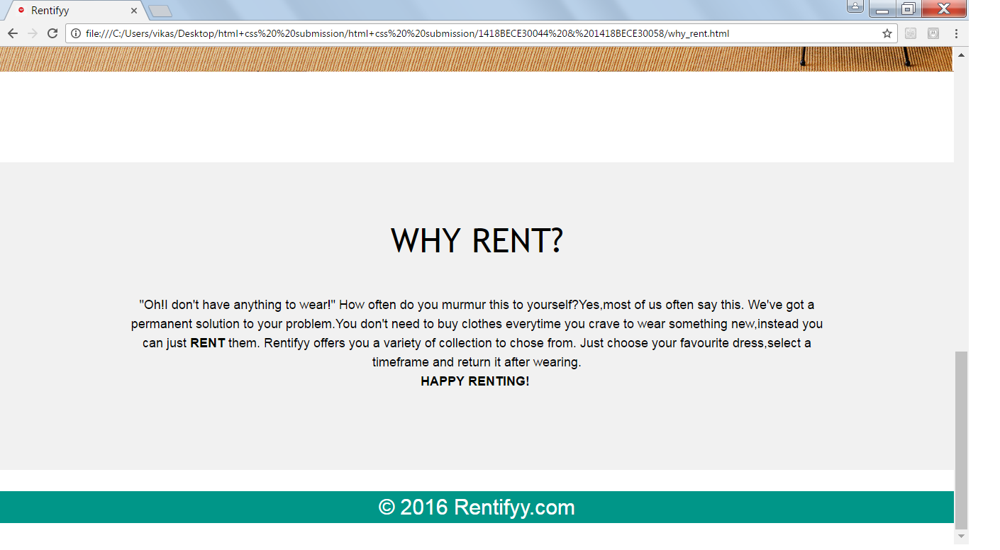 Rentifyy
file:///C:/Users/vikas/Desktop/html+css%20%20submission/html+css%20%20submission/1418BECE30044%20&%201418BECE30058/why_rent.html
WHY RENT?
"Oh!I don't have anything to wear!" How often do you murmur this to yourself?Yes,most of us often say this. We've got a
permanent solution to your problem.You don't need to buy clothes everytime you crave to wear something new,instead you
can just RENT them. Rentifyy offers you a variety of collection to chose from. Just choose your favourite dress,select a
timeframe and return it after wearing.
HAPPY RENTING!
© 2016 Rentifyy.com